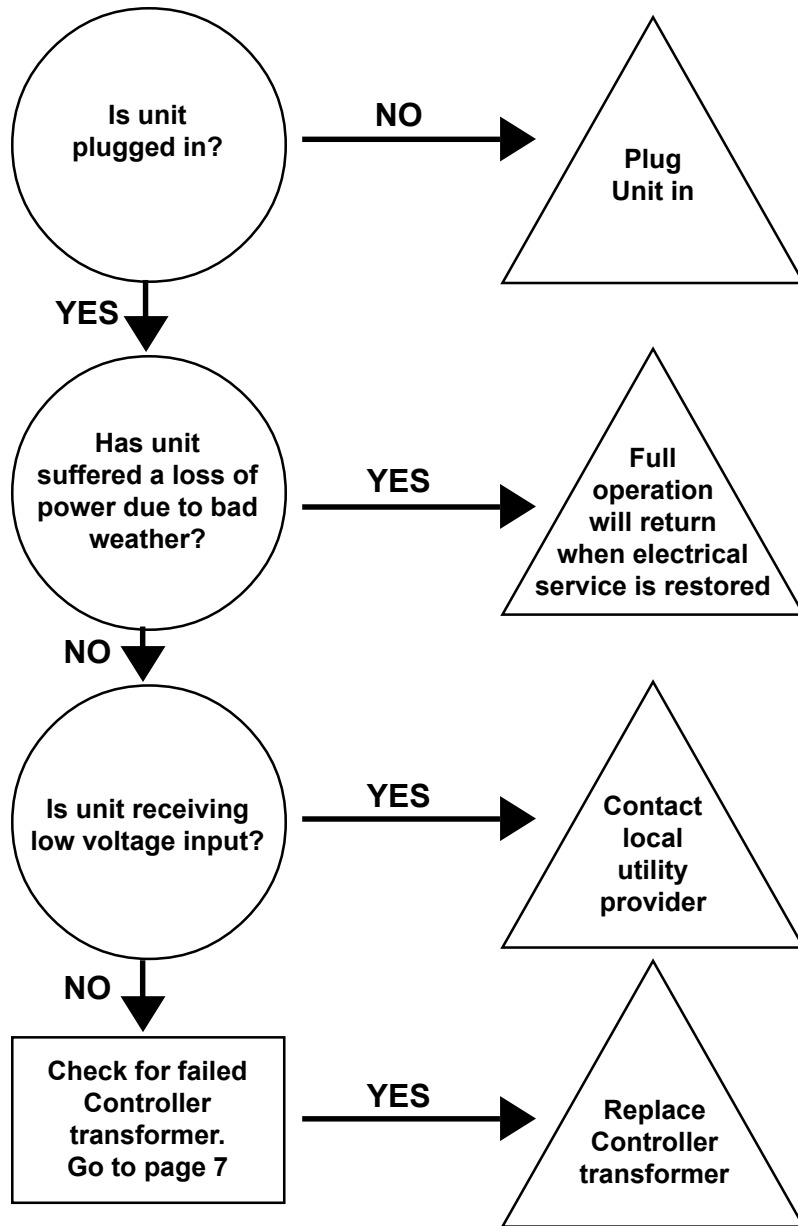 Is unit
plugged in?
NO
Plug
Unit in
YES
Has unit
suffered a loss of
power due to bad
weather?
YES
Full
operation
will return
when electrical
service is restored
NO
Is unit receiving
low voltage input?
YES
Contact
local
utility
provider
NO
Check for failed
Controller
transformer.
Go to page 7
YES
Replace
Controller
transformer